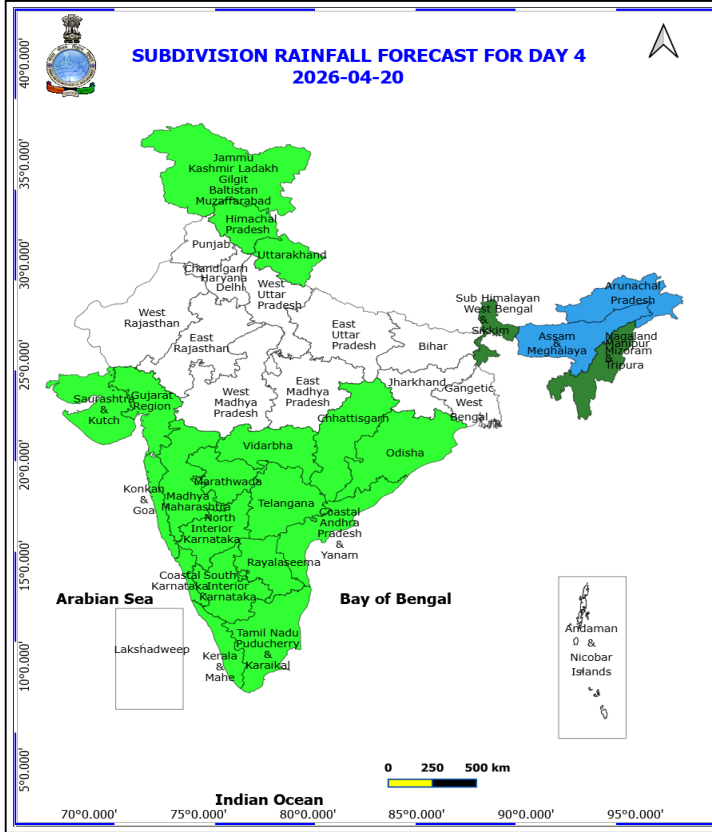 SUBDIVISION RAINFALL FORECAST FOR DAY 4
2026-04-20
40°0.000'
35°0.000'
30°0.000'
25°0.000'
20°0.000'
15°0.000'
10°0.000'
5°0.000'
Jammu
Kashmir Ladakh
Gilgit
Baltistan
Muzaffarabad
Himachal
Pradesh
Punjab
Uttarakhand
Chandigarh
Haryana
Delhi
West
Uttar
Pradesh
West
Rajasthan
East
Rajasthan
East
Uttar
Pradesh
Bihar
Sub Himalayan
West Bengal
&
Sikkim
Arunachal
Pradesh
Assam
&
Meghalaya
Nagaland
Manipur
Mizoram
&
Tripura
Saurashtra
&
Kutch
Gujarat
Region
West
Madhya
Pradesh
East
Madhya
Pradesh
Jharkhand
Gangetic
West
Bengal
Chhattisgarh
Odisha
Vidarbha
Konkan
&
Goa
Madhya
Maharashtra
Marathwada
Telangana
North
Interior
Karnataka
Coastal
Andhra
Pradesh
&
Yanam
Rayalaseema
Coastal
Karnataka
South
Interior
Karnataka
Arabian Sea
Bay of Bengal
Lakshadweep
Kerala
&
Mahe
Tamil Nadu
Puducherry
&
Karaikal
Andaman
&
Nicobar
Islands
0 250 500 km
Indian Ocean
70°0.000' 75°0.000' 80°0.000' 85°0.000' 90°0.000' 95°0.000'